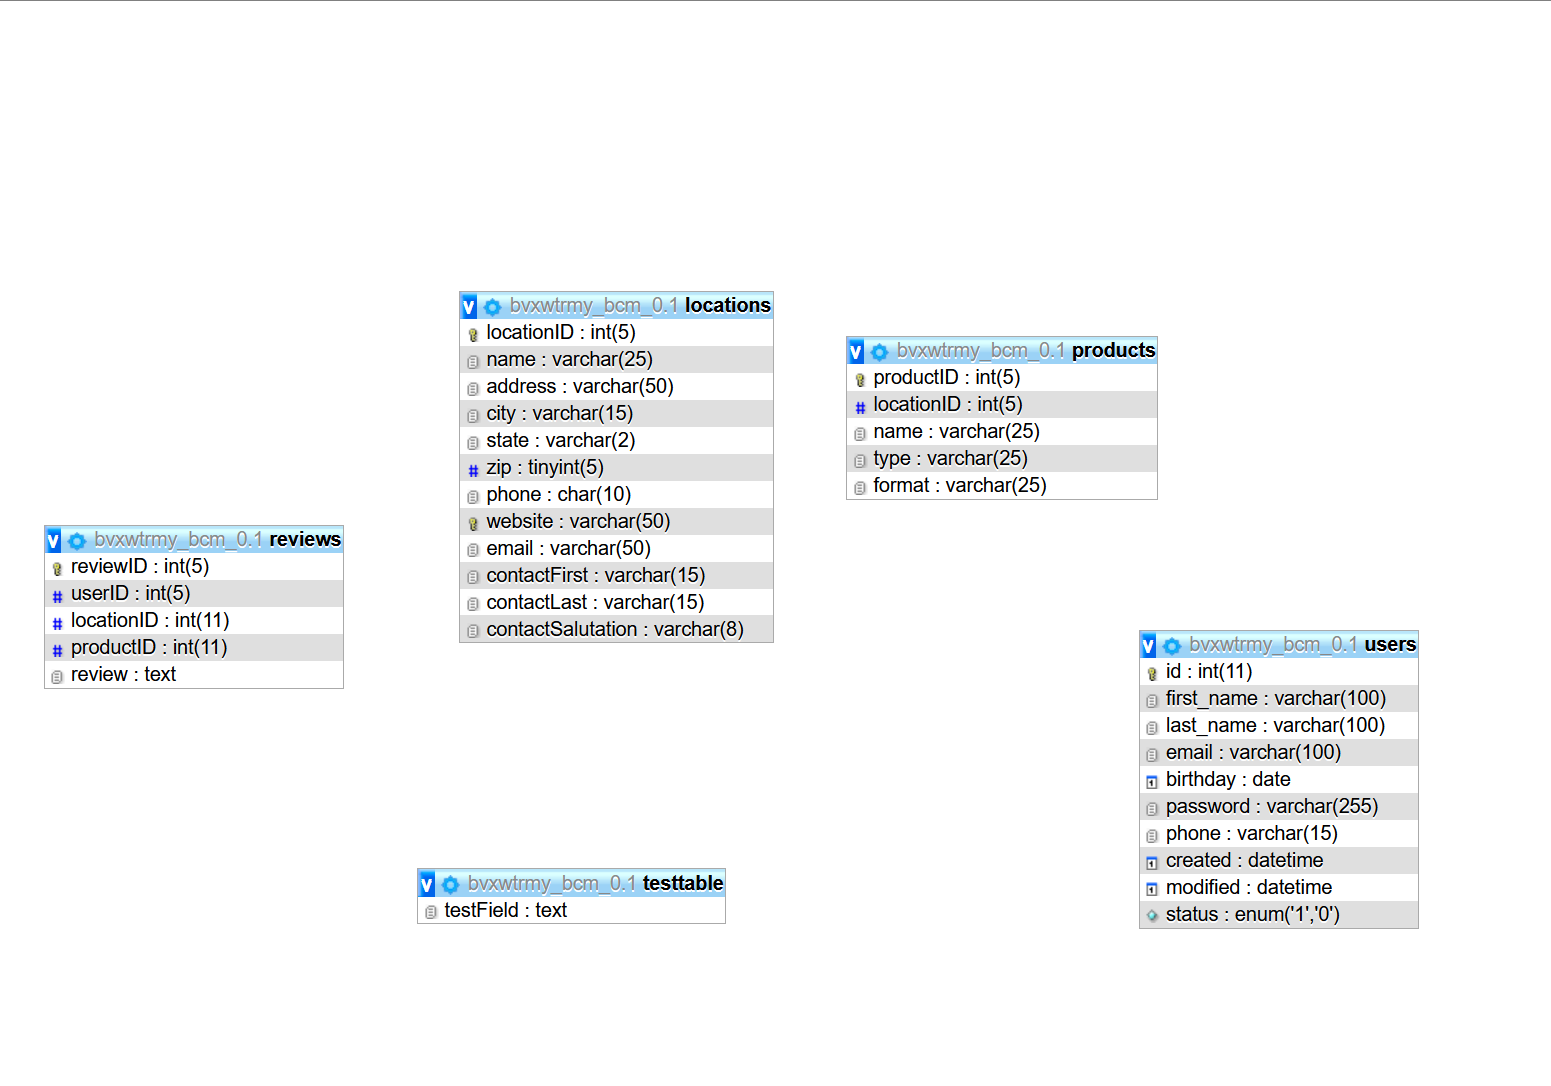 v bvxwtrmy_bcm_0.1 locations
locationID : int(5)
name : varchar(25)
address : varchar(50)
city : varchar(15)
state : varchar(2)
zip : tinyint(5)
phone : char(10)
website : varchar(50)
email : varchar(50)
contactFirst : varchar(15)
contactLast : varchar(15)
contactSalutation : varchar(8)
v bvxwtrmy_bcm_0.1 products
productID : int(5)
locationID : int(5)
name : varchar(25)
type : varchar(25)
format : varchar(25)
v bvxwtrmy_bcm_0.1 reviews
reviewID : int(5)
userID : int(5)
locationID : int(11)
productID : int(11)
review : text
v bvxwtrmy_bcm_0.1 users
id : int(11)
first_name : varchar(100)
last_name : varchar(100)
email : varchar(100)
birthday : date
password : varchar(255)
phone : varchar(15)
created : datetime
modified : datetime
status : enum('1','0')
v bvxwtrmy_bcm_0.1 testtable
testField : text